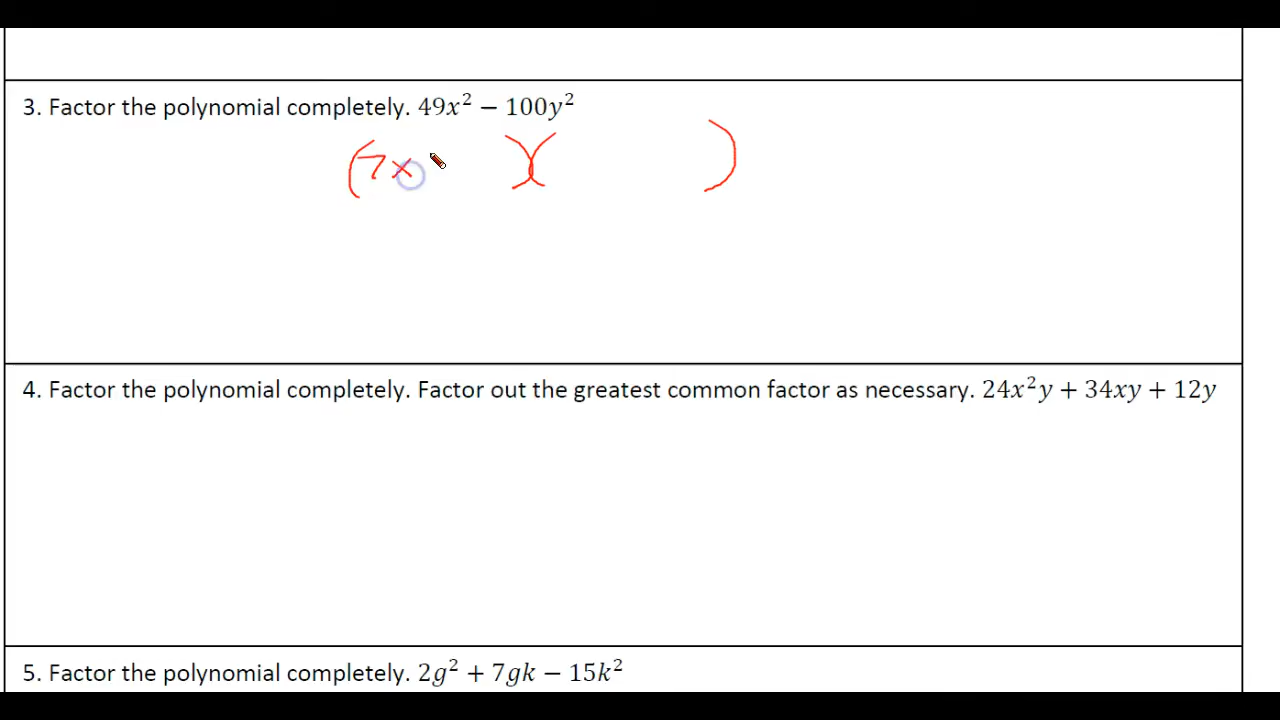 3. Factor the polynomial completely. 49x² − 100y²
(7x )( )
4. Factor the polynomial completely. Factor out the greatest common factor as necessary. 24x²y + 34xy + 12y
5. Factor the polynomial completely. 2g² + 7gk − 15k²